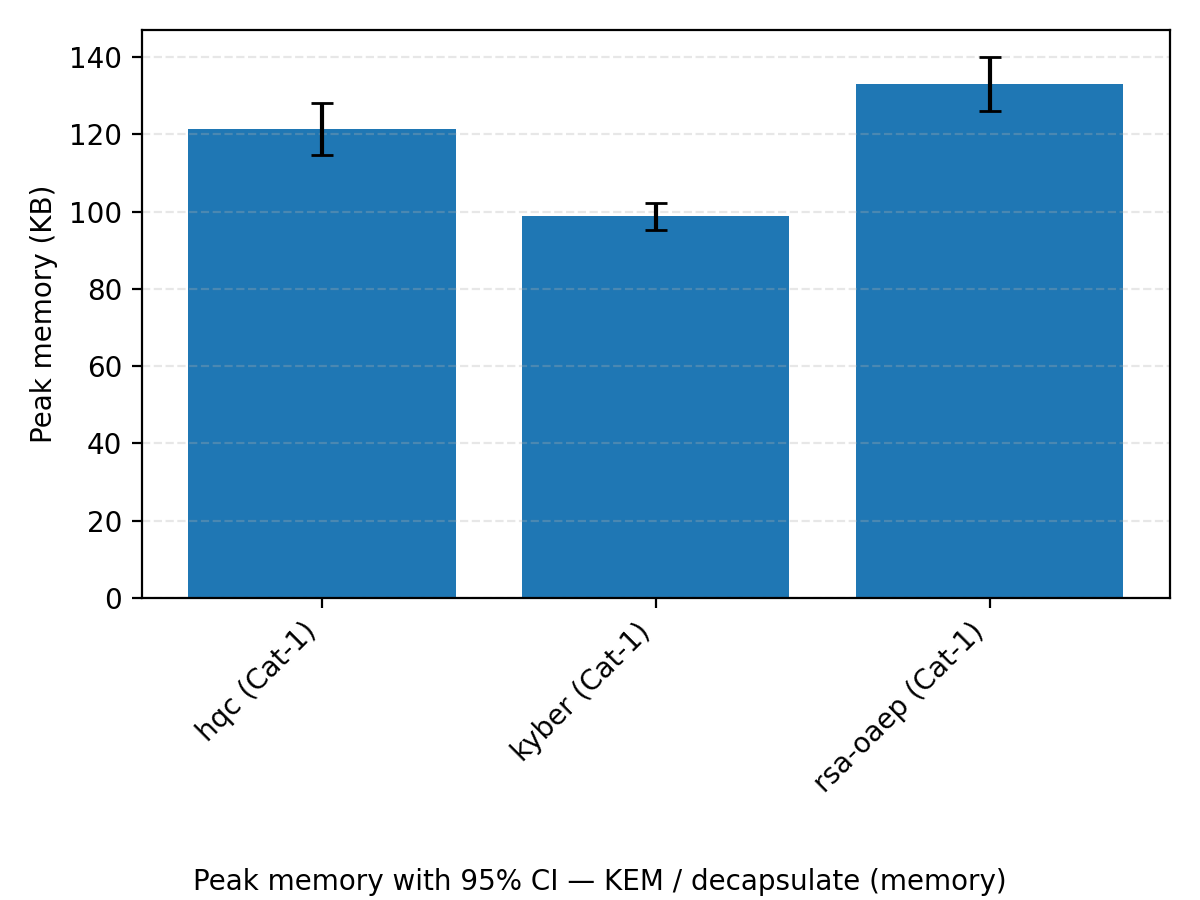 140
120
100
80
60
40
20
0
Peak memory (KB)
hqc (Cat-1)
kyber (Cat-1)
rsa-oaep (Cat-1)
Peak memory with 95% CI — KEM / decapsulate (memory)